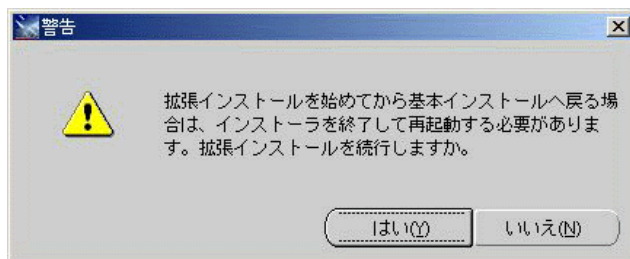 警告
拡張インストールを始めてから基本インストールへ戻る場
合は、インストーラを終了して再起動する必要がありま
す。拡張インストールを続行しますか。
はい(Y)
いいえ(N)